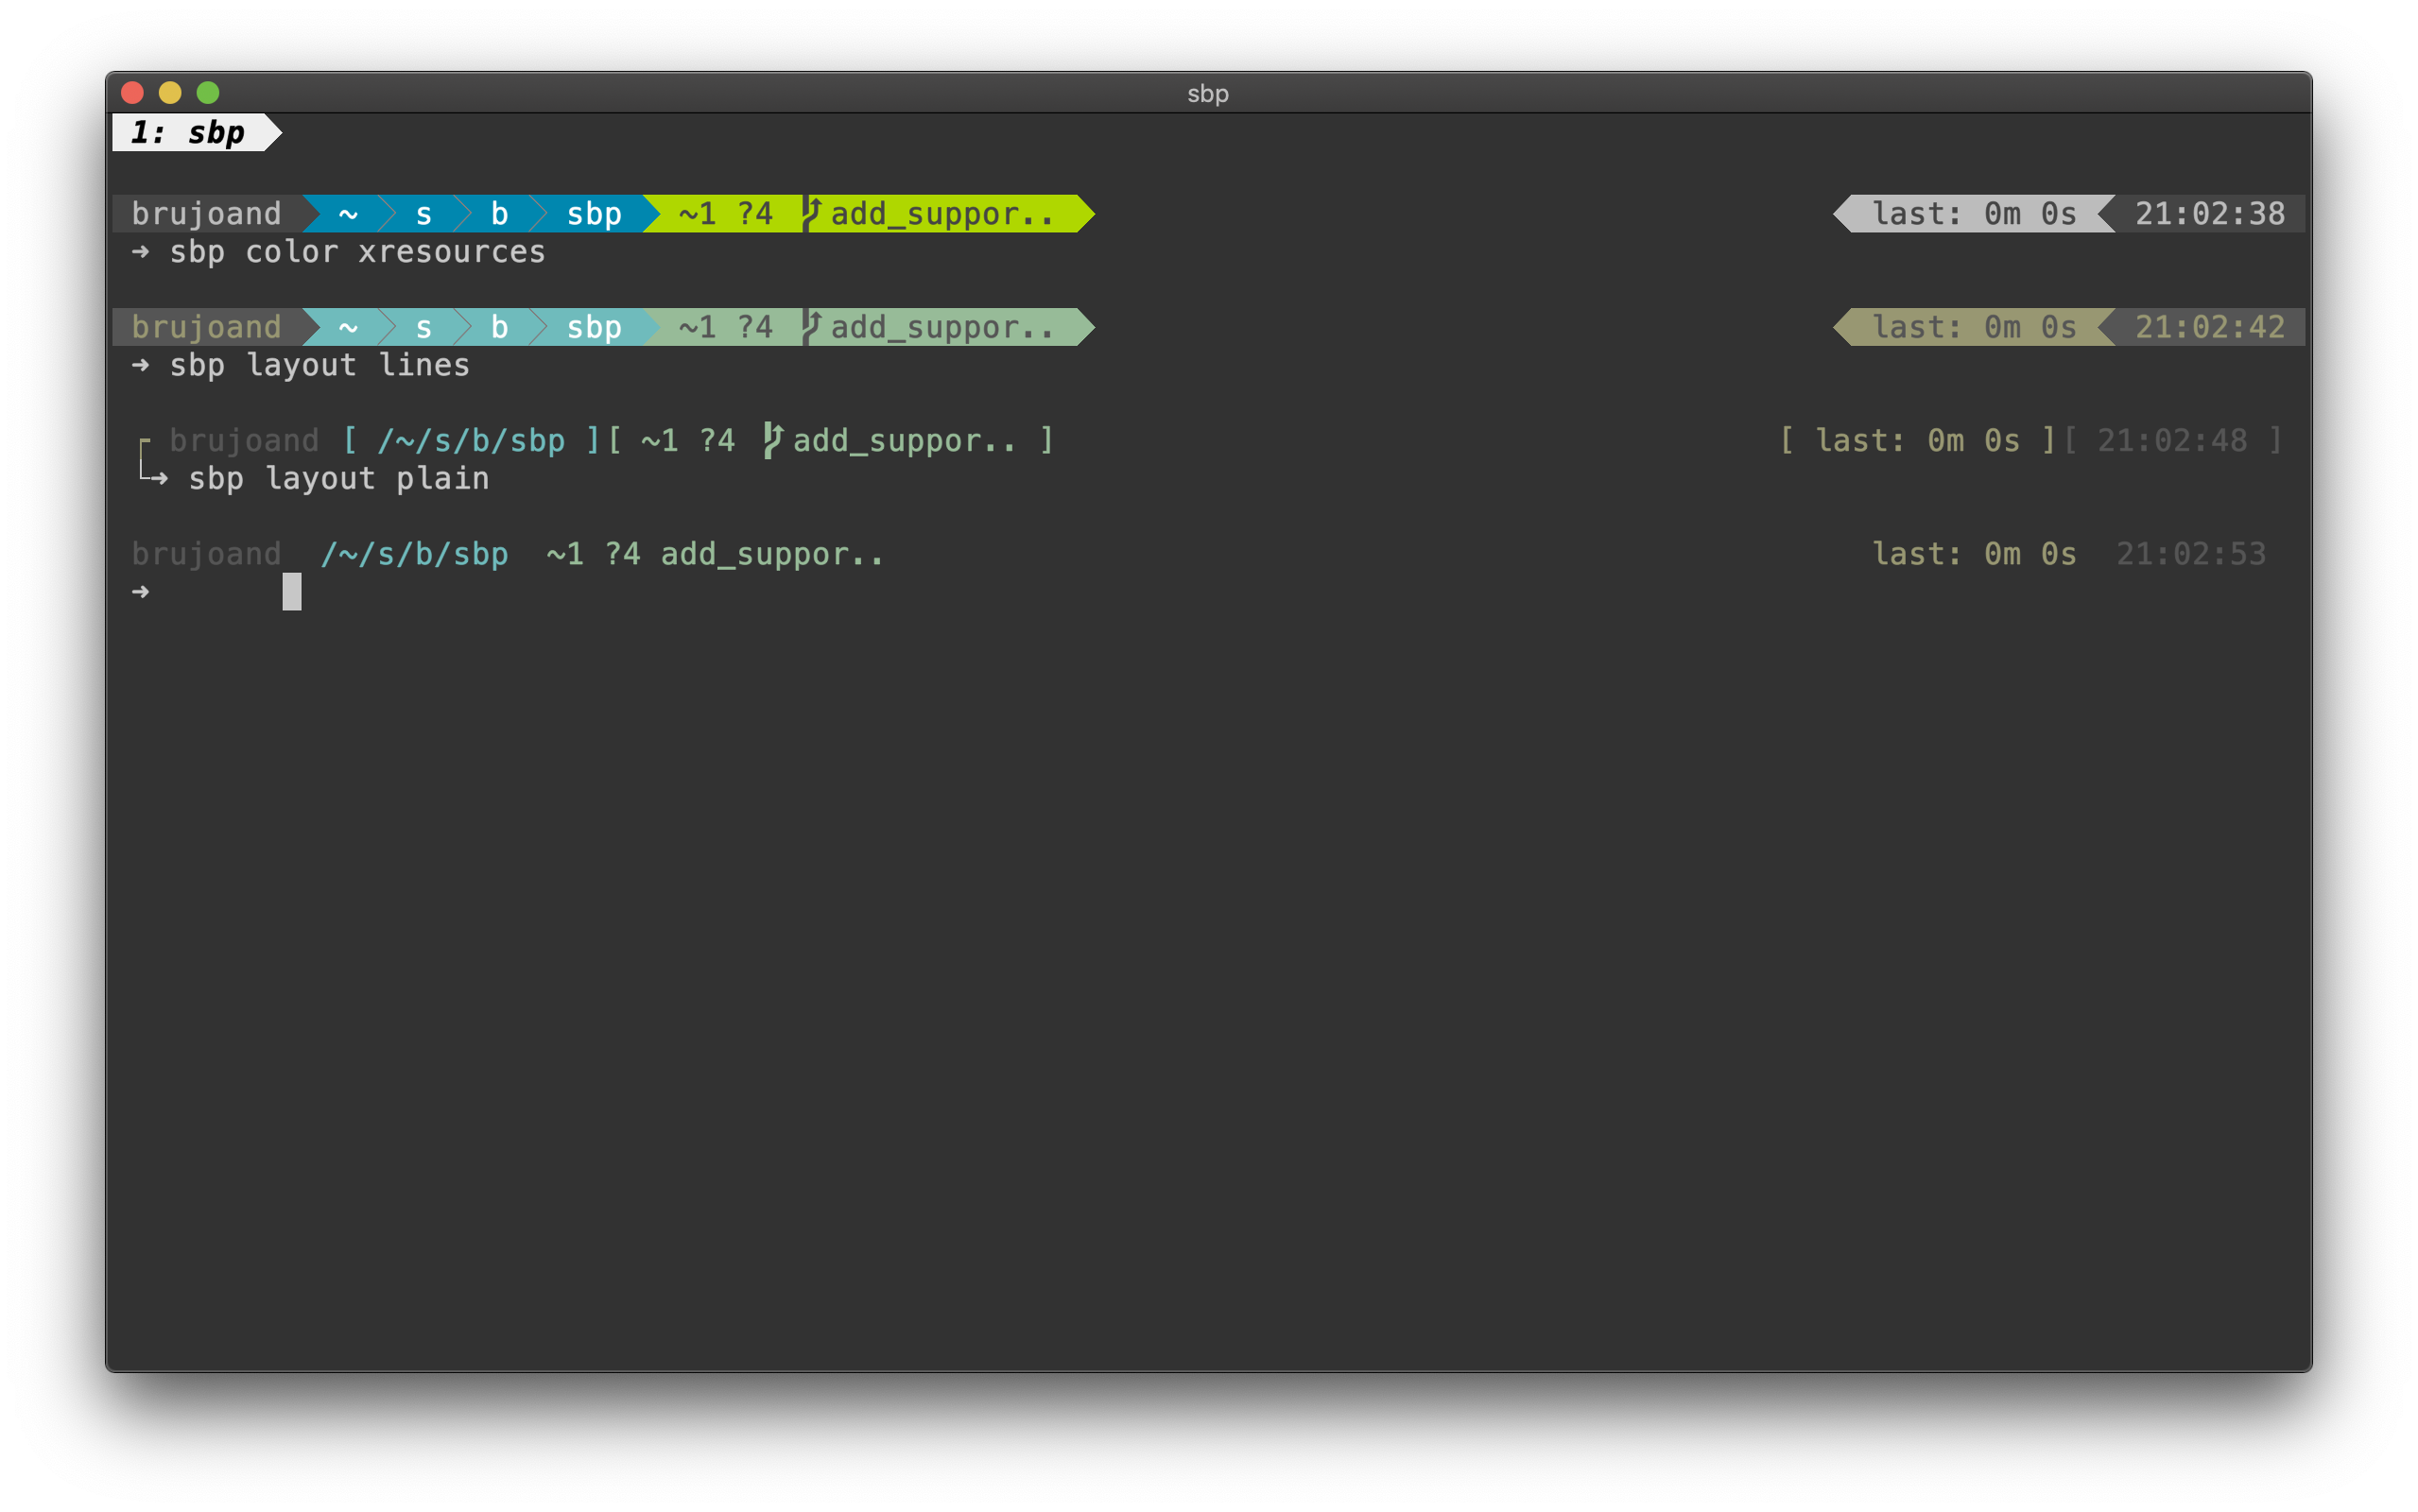 sbp
1: sbp
brujoand ~ s b sbp ~1 ?4 add_suppor.. last: 0m 0s 21:02:38
➜ sbp color xresources
brujoand ~ s b sbp ~1 ?4 add_suppor.. last: 0m 0s 21:02:42
➜ sbp layout lines
┌ brujoand [ /~/s/b/sbp ][ ~1 ?4 add_suppor.. ] [ last: 0m 0s ][ 21:02:48 ]
└➜ sbp layout plain
brujoand /~/s/b/sbp ~1 ?4 add_suppor.. last: 0m 0s 21:02:53
➜